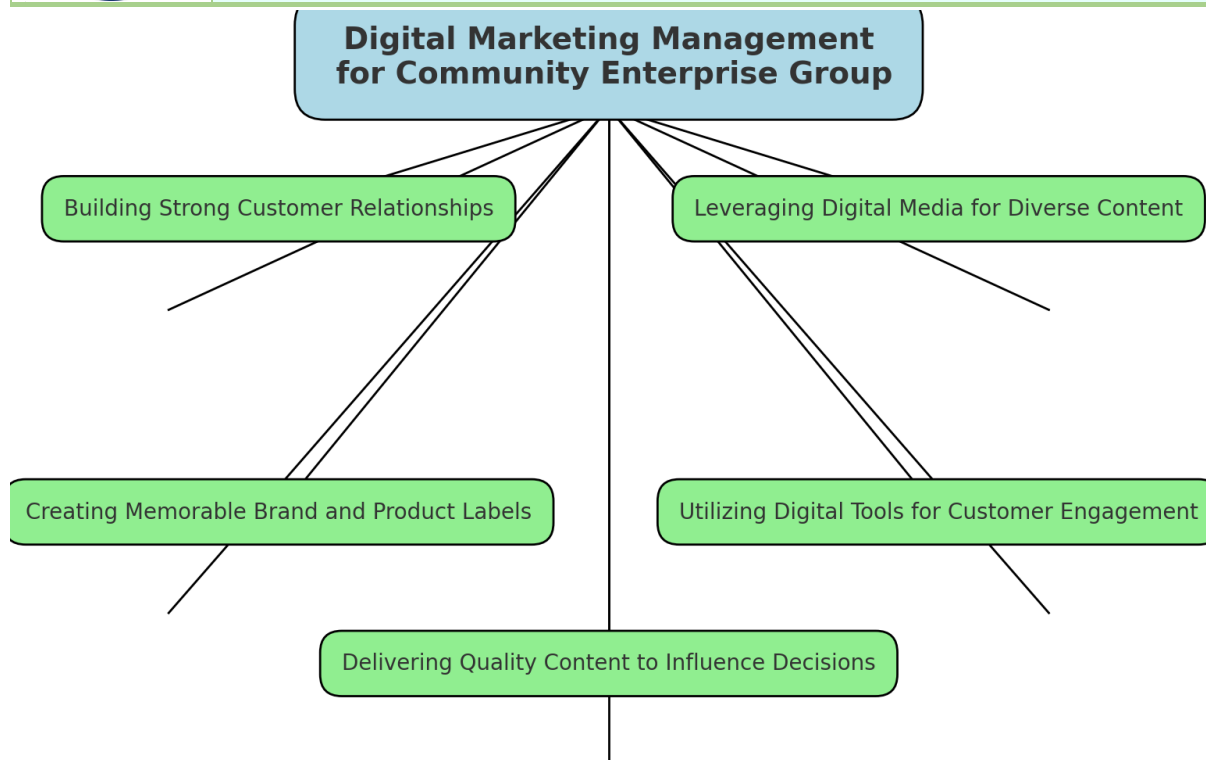 Digital Marketing Management
for Community Enterprise Group
Building Strong Customer Relationships
Leveraging Digital Media for Diverse Content
Creating Memorable Brand and Product Labels
Utilizing Digital Tools for Customer Engagement
Delivering Quality Content to Influence Decisions